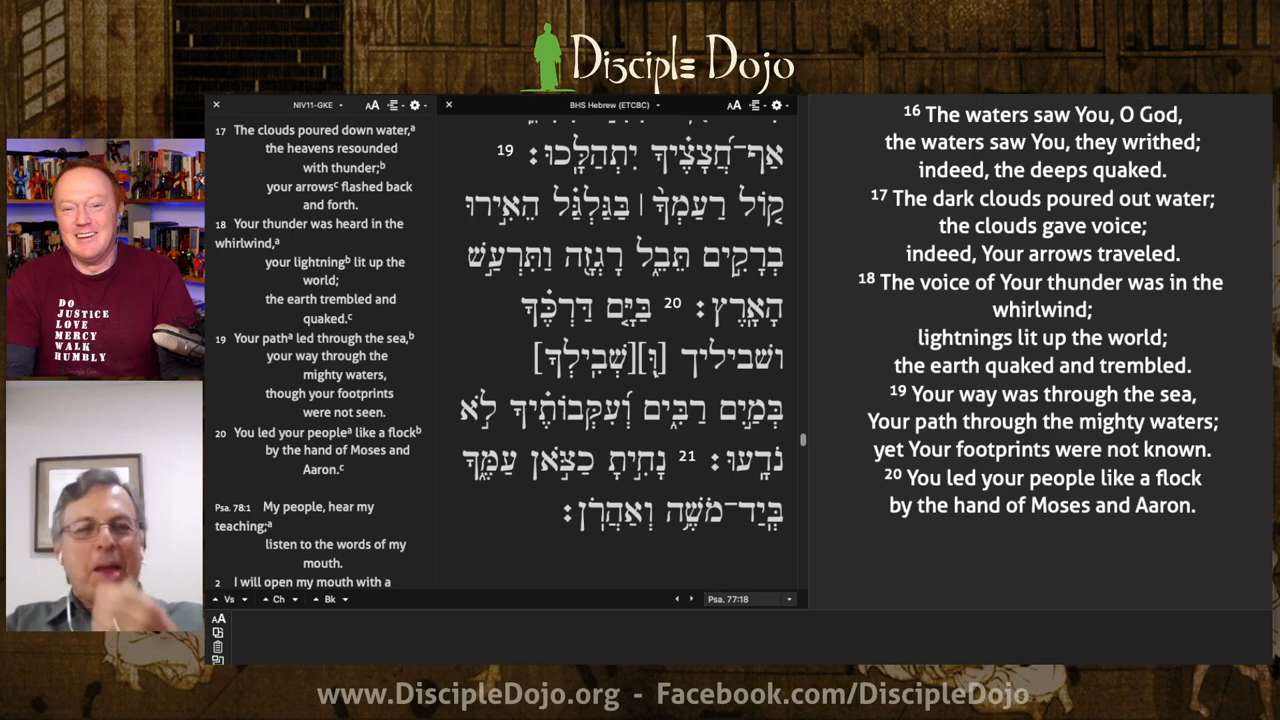 Disciple Dojo
DO
JUSTICE
LOVE
MERCY
WALK
HUMBLY
NIV11-GKE
AA
17 The clouds poured down water,a
the heavens resounded
with thunder;b
your arrowsc flashed back
and forth.
18 Your thunder was heard in the
whirlwind,a
your lightningb lit up the
world;
the earth trembled and
quaked.c
19 Your patha led through the sea,b
your way through the
mighty waters,
though your footprints
were not seen.
20 You led your peoplea like a flockb
by the hand of Moses and
Aaron.c
Psa. 78:1 My people, hear my
teaching;a
listen to the words of my
mouth.
2 I will open my mouth with a
Vs Ch Bk
BHS Hebrew (ETCBC)
AA
אַף־חֲ֝צָצֶ֗יךָ יִתְהַלָּֽכוּ׃ 19
ק֤וֹל רַעַמְךָ֨ ׀ בַּגַּלְגַּ֗ל הֵאִ֣ירוּ
בְרָקִ֣ים תֵּבֵ֑ל רָגְזָ֖ה וַתִּרְעַ֣שׁ
הָאָֽרֶץ׃ 20 בַּיָּ֤ם דַּרְכֶּ֗ךָ
ושביליך [וּ֭][שְׁבִֽילְךָ]
בְּמַ֣יִם רַבִּ֑ים וְ֝עִקְּבוֹתֶ֗יךָ לֹ֣א
נֹדָֽעוּ׃ 21 נָחִ֣יתָ כַצֹּ֣אן עַמֶּ֑ךָ
בְּֽיַד־מֹשֶׁ֥ה וְאַהֲרֹֽן׃
Psa. 77:18
16 The waters saw You, O God,
the waters saw You, they writhed;
indeed, the deeps quaked.
17 The dark clouds poured out water;
the clouds gave voice;
indeed, Your arrows traveled.
18 The voice of Your thunder was in the
whirlwind;
lightnings lit up the world;
the earth quaked and trembled.
19 Your way was through the sea,
Your path through the mighty waters;
yet Your footprints were not known.
20 You led your people like a flock
by the hand of Moses and Aaron.
AA
www.DiscipleDojo.org - Facebook.com/DiscipleDojo